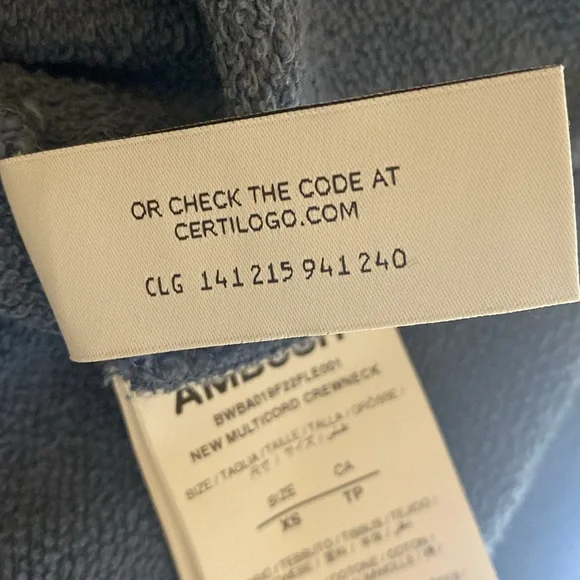 OR CHECK THE CODE AT
CERTILOGO.COM
CLG 141 215 941 240
AMBUSH
BWBA019F22FLE001
NEW MULTICORD CREWNECK
SIZE/TAGLIA/TAILLE/TALLA/GRÖSSE/
SIZE CA
XS TP